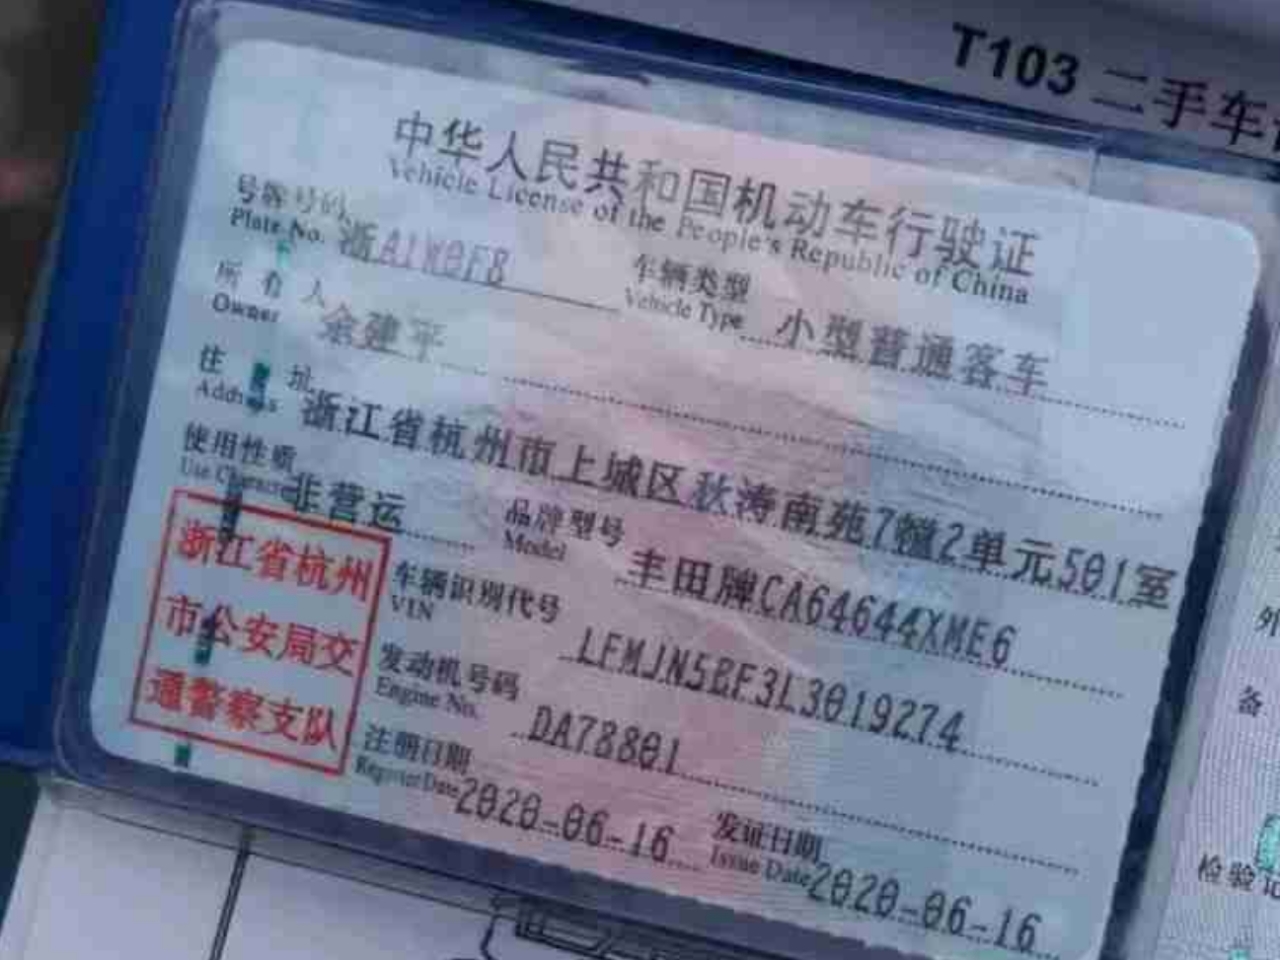 T103 二手车
中华人民共和国机动车行驶证
Vehicle License of the People's Republic of China
号牌号码 浙A1W0F8 车辆类型 小型普通客车
Plate No. Vehicle Type
所有人 余建平
Owner
住址 浙江省杭州市上城区秋涛南苑7幢2单元501室
Address
使用性质 非营运 品牌型号 丰田牌CA64644XME6
Use Character Model
浙江省杭州
市公安局交
通警察支队
车辆识别代号 LFMJN5BF3L3019274
VIN
发动机号码 DA78801
Engine No.
注册日期 2020-06-16 发证日期 2020-06-16
Register Date Issue Date
外
备
检验